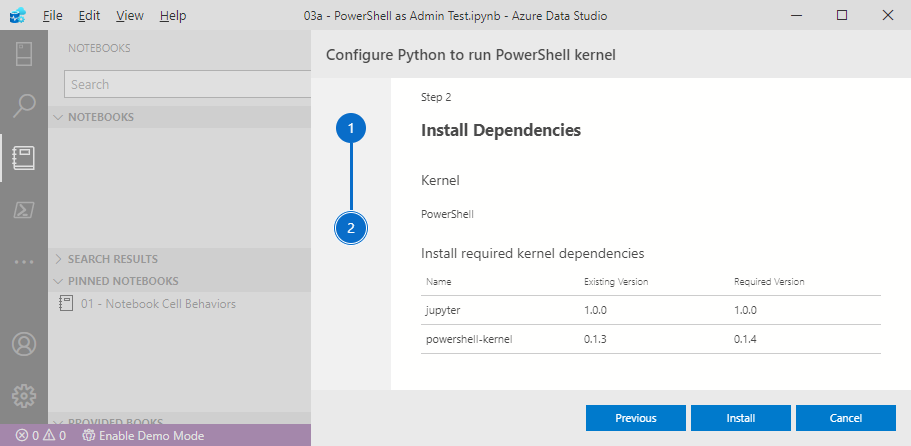 File Edit View Help 03a - PowerShell as Admin Test.ipynb - Azure Data Studio
NOTEBOOKS
Search
NOTEBOOKS
SEARCH RESULTS
PINNED NOTEBOOKS
01 - Notebook Cell Behaviors
PROVIDED BOOKS
0 0 Enable Demo Mode
Configure Python to run PowerShell kernel
1
2
Step 2
Install Dependencies
Kernel
PowerShell
Install required kernel dependencies
Name Existing Version Required Version
jupyter 1.0.0 1.0.0
powershell-kernel 0.1.3 0.1.4
Previous Install Cancel